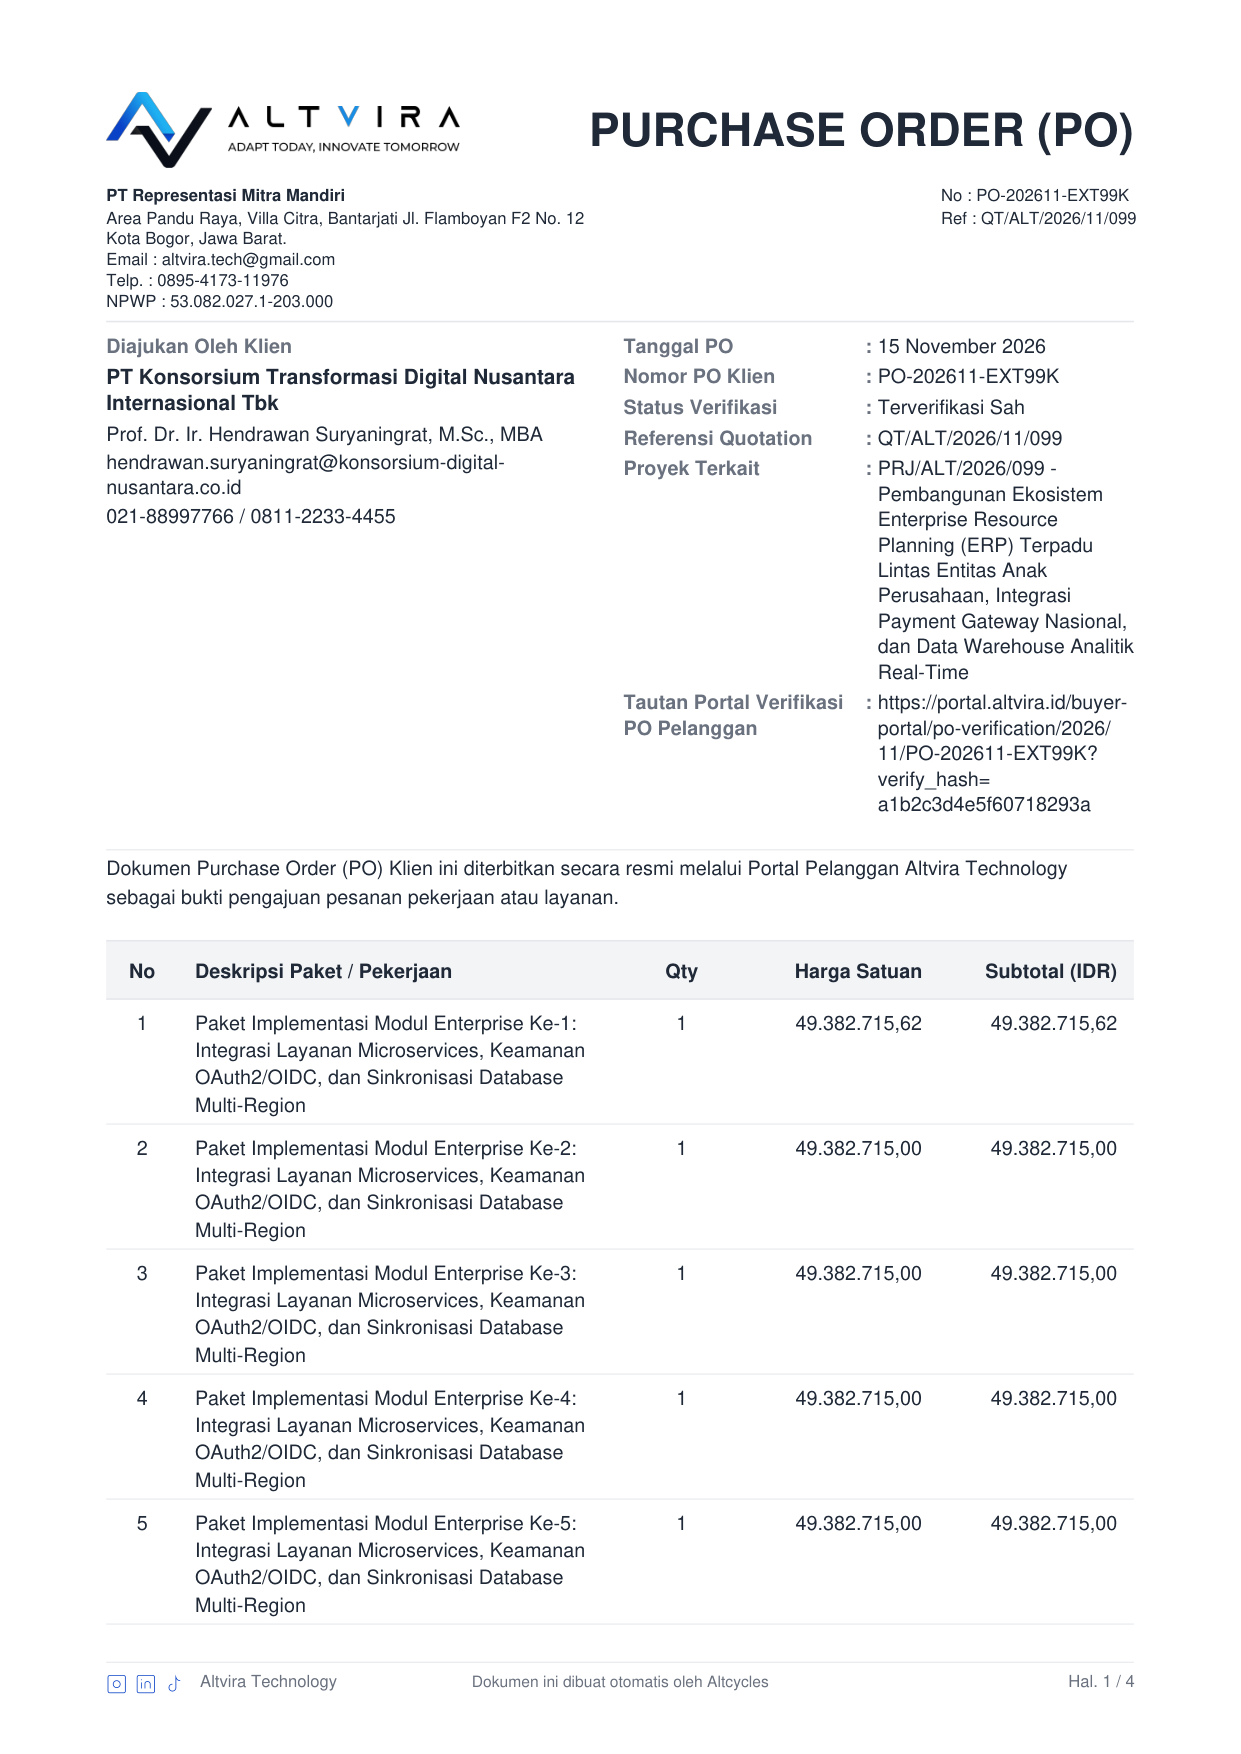 ALTVIRA
ADAPT TODAY, INNOVATE TOMORROW
PURCHASE ORDER (PO)
PT Representasi Mitra Mandiri
Area Pandu Raya, Villa Citra, Bantarjati Jl. Flamboyan F2 No. 12
Kota Bogor, Jawa Barat.
Email : altvira.tech@gmail.com
Telp. : 0895-4173-11976
NPWP : 53.082.027.1-203.000
No : PO-202611-EXT99K
Ref : QT/ALT/2026/11/099
Diajukan Oleh Klien
PT Konsorsium Transformasi Digital Nusantara
Internasional Tbk
Prof. Dr. Ir. Hendrawan Suryaningrat, M.Sc., MBA
hendrawan.suryaningrat@konsorsium-digital-
nusantara.co.id
021-88997766 / 0811-2233-4455
Tanggal PO : 15 November 2026
Nomor PO Klien : PO-202611-EXT99K
Status Verifikasi : Terverifikasi Sah
Referensi Quotation : QT/ALT/2026/11/099
Proyek Terkait : PRJ/ALT/2026/099 -
Pembangunan Ekosistem
Enterprise Resource
Planning (ERP) Terpadu
Lintas Entitas Anak
Perusahaan, Integrasi
Payment Gateway Nasional,
dan Data Warehouse Analitik
Real-Time
Tautan Portal Verifikasi : https://portal.altvira.id/buyer-
PO Pelanggan portal/po-verification/2026/
11/PO-202611-EXT99K?
verify_hash=
a1b2c3d4e5f60718293a
Dokumen Purchase Order (PO) Klien ini diterbitkan secara resmi melalui Portal Pelanggan Altvira Technology
sebagai bukti pengajuan pesanan pekerjaan atau layanan.
No Deskripsi Paket / Pekerjaan Qty Harga Satuan Subtotal (IDR)
1 Paket Implementasi Modul Enterprise Ke-1: 1 49.382.715,62 49.382.715,62
Integrasi Layanan Microservices, Keamanan
OAuth2/OIDC, dan Sinkronisasi Database
Multi-Region
2 Paket Implementasi Modul Enterprise Ke-2: 1 49.382.715,00 49.382.715,00
Integrasi Layanan Microservices, Keamanan
OAuth2/OIDC, dan Sinkronisasi Database
Multi-Region
3 Paket Implementasi Modul Enterprise Ke-3: 1 49.382.715,00 49.382.715,00
Integrasi Layanan Microservices, Keamanan
OAuth2/OIDC, dan Sinkronisasi Database
Multi-Region
4 Paket Implementasi Modul Enterprise Ke-4: 1 49.382.715,00 49.382.715,00
Integrasi Layanan Microservices, Keamanan
OAuth2/OIDC, dan Sinkronisasi Database
Multi-Region
5 Paket Implementasi Modul Enterprise Ke-5: 1 49.382.715,00 49.382.715,00
Integrasi Layanan Microservices, Keamanan
OAuth2/OIDC, dan Sinkronisasi Database
Multi-Region
Altvira Technology Dokumen ini dibuat otomatis oleh Altcycles Hal. 1 / 4